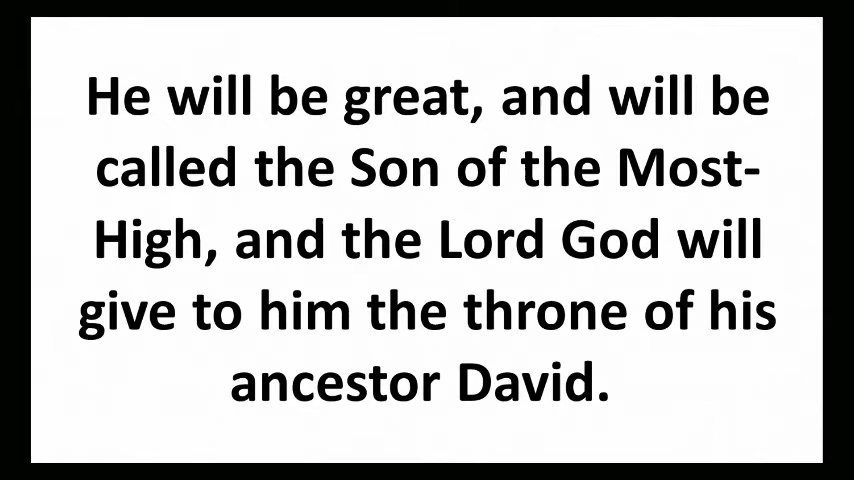 He will be great, and will be
called the Son of the Most-
High, and the Lord God will
give to him the throne of his
ancestor David.